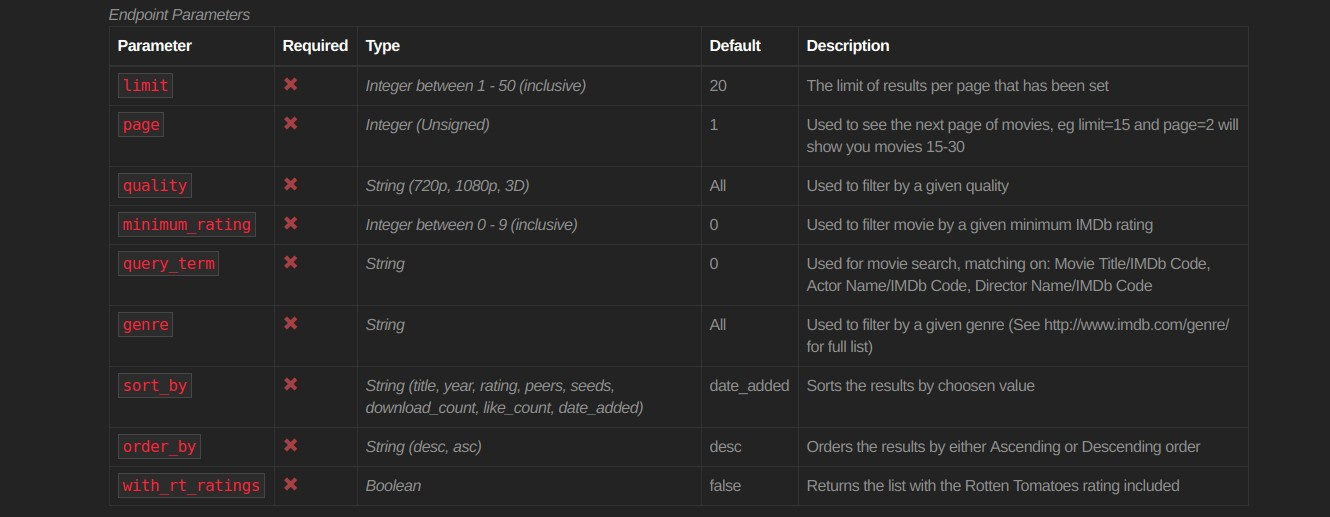 Endpoint Parameters
Parameter Required Type Default Description
limit ✖ Integer between 1 - 50 (inclusive) 20 The limit of results per page that has been set
page ✖ Integer (Unsigned) 1 Used to see the next page of movies, eg limit=15 and page=2 will
show you movies 15-30
quality ✖ String (720p, 1080p, 3D) All Used to filter by a given quality
minimum_rating ✖ Integer between 0 - 9 (inclusive) 0 Used to filter movie by a given minimum IMDb rating
query_term ✖ String 0 Used for movie search, matching on: Movie Title/IMDb Code,
Actor Name/IMDb Code, Director Name/IMDb Code
genre ✖ String All Used to filter by a given genre (See http://www.imdb.com/genre/
for full list)
sort_by ✖ String (title, year, rating, peers, seeds, date_added Sorts the results by choosen value
download_count, like_count, date_added)
order_by ✖ String (desc, asc) desc Orders the results by either Ascending or Descending order
with_rt_ratings ✖ Boolean false Returns the list with the Rotten Tomatoes rating included